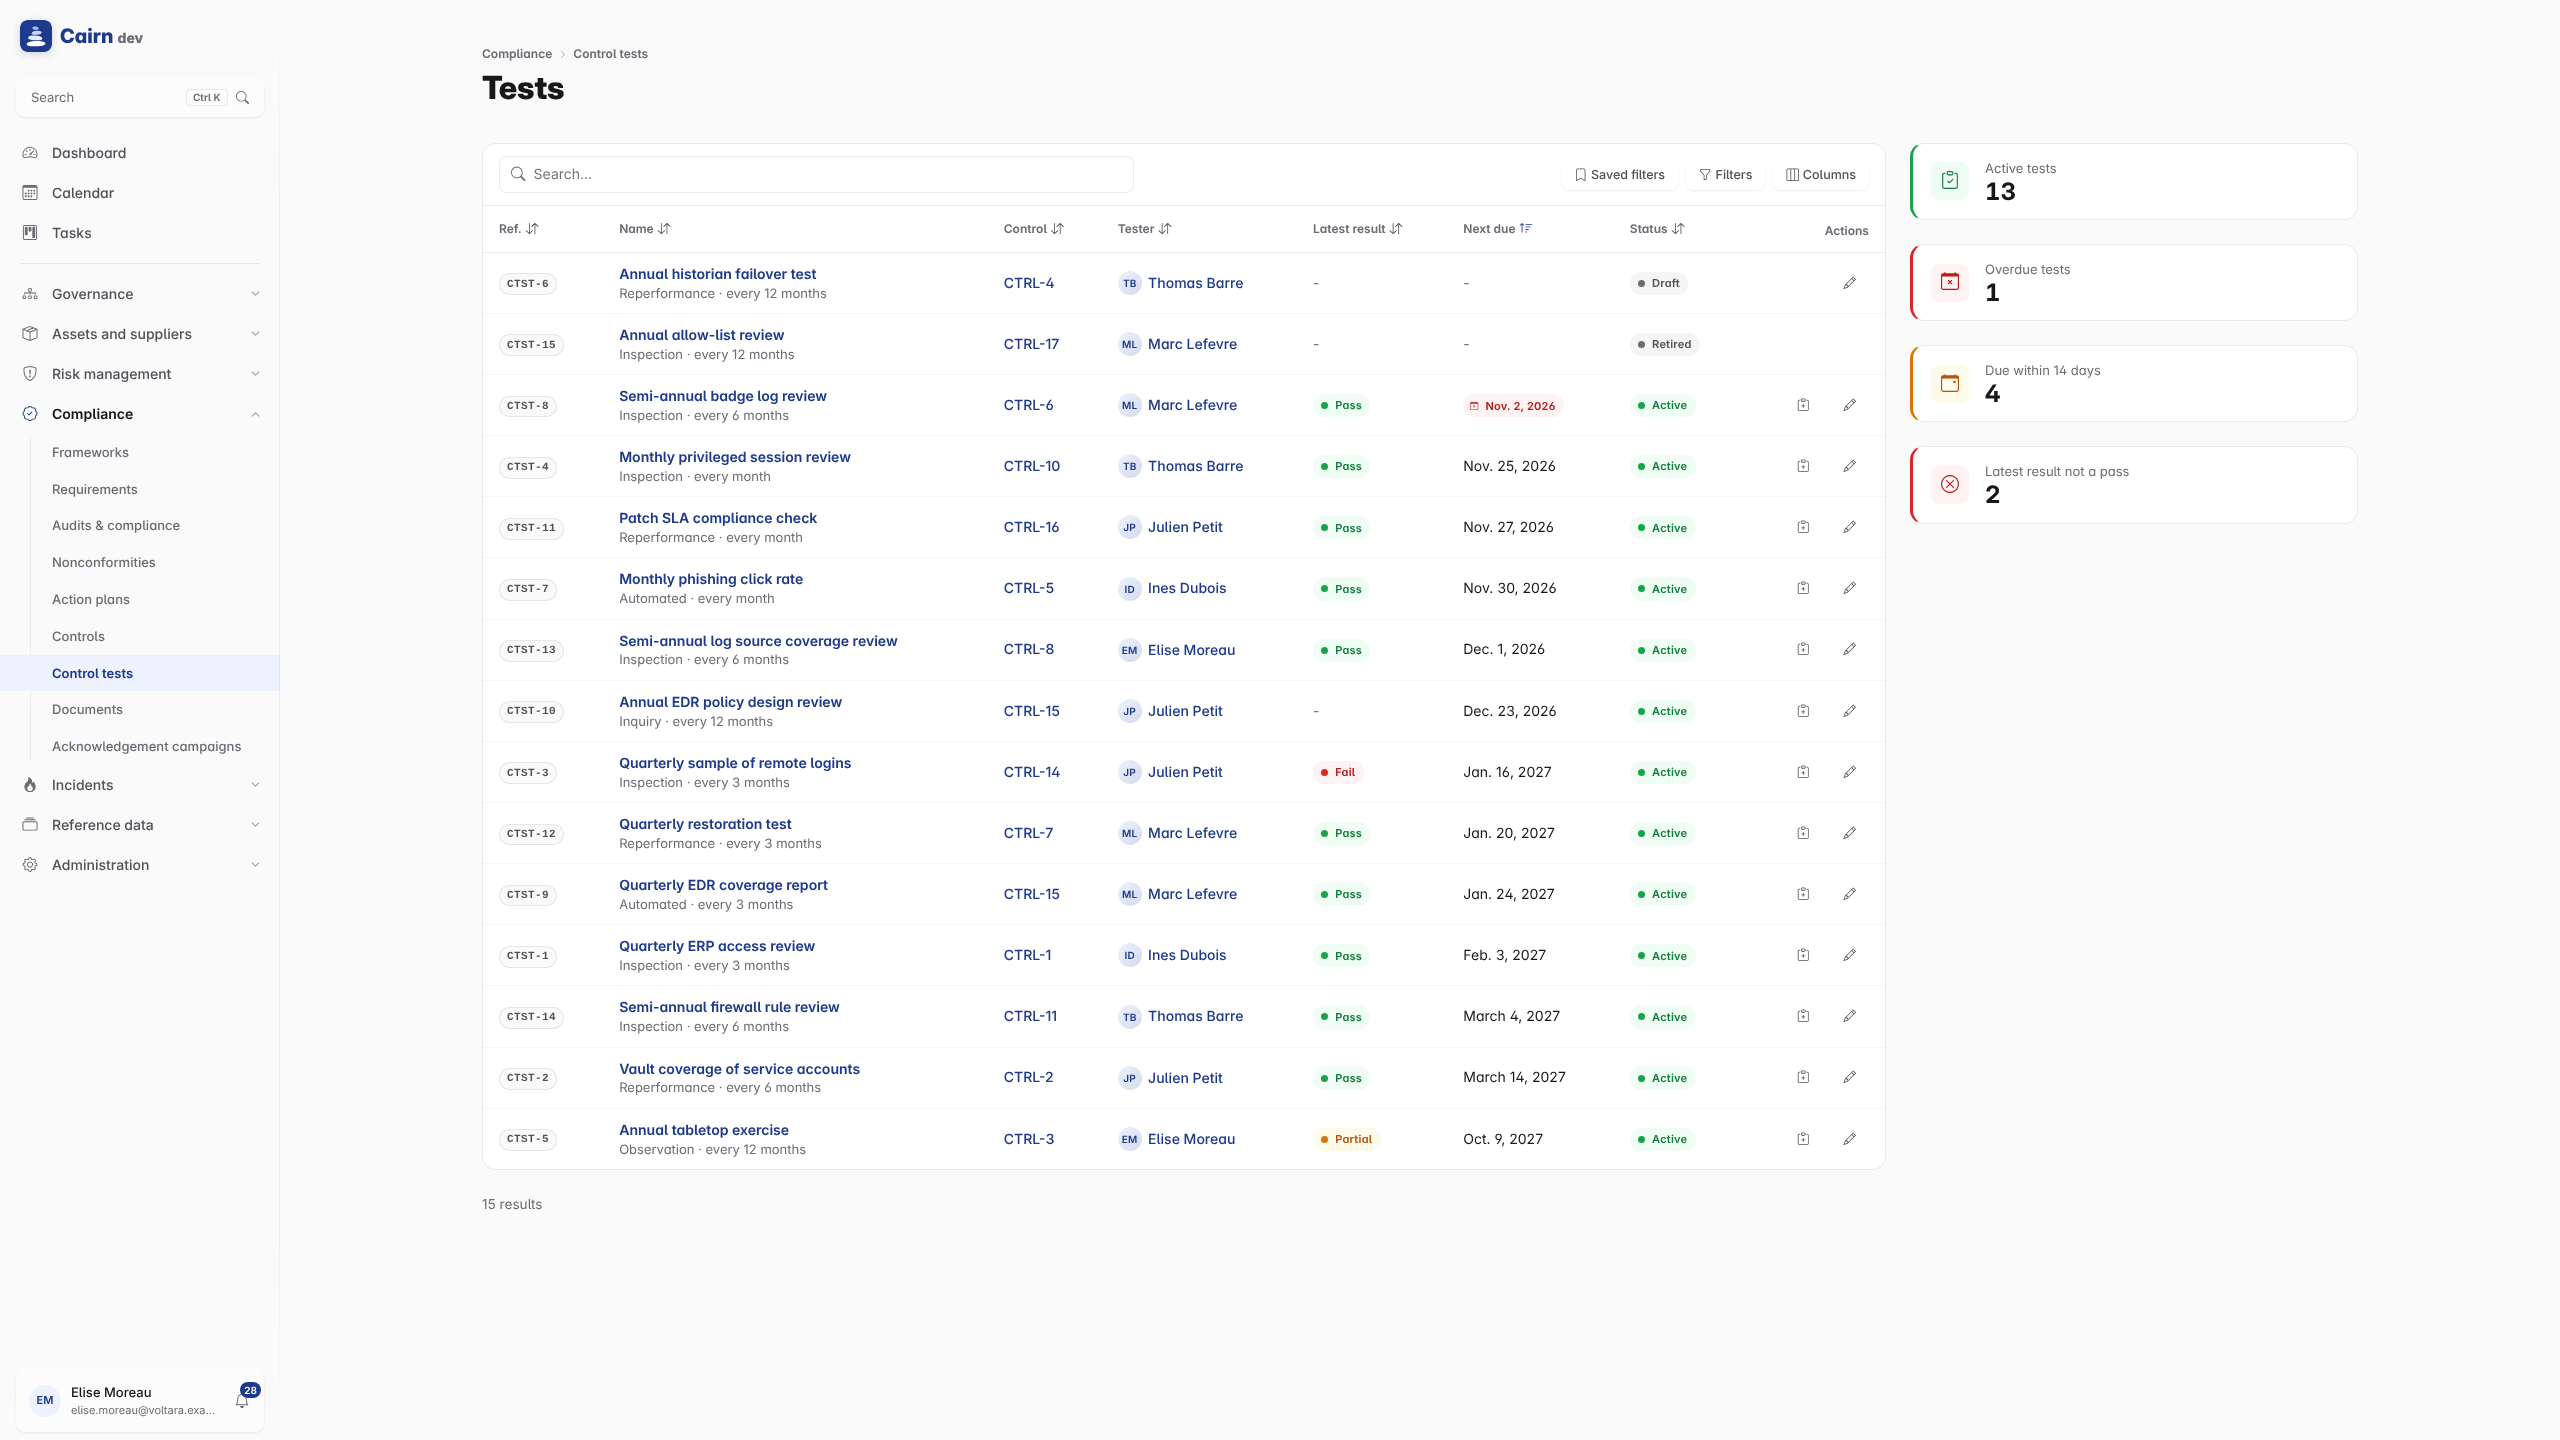 Cairn dev
Search
Ctrl K
Dashboard
Calendar
Tasks
Governance
Assets and suppliers
Risk management
Compliance
Frameworks
Requirements
Audits & compliance
Nonconformities
Action plans
Controls
Control tests
Documents
Acknowledgement campaigns
Incidents
Reference data
Administration
EM
Elise Moreau
elise.moreau@voltara.exa...
28
Compliance > Control tests
Tests
Search...
Saved filters
Filters
Columns
Ref. Name Control Tester Latest result Next due Status Actions
CTST-6 Annual historian failover test CTRL-4 TB Thomas Barre - - Draft
Reperformance · every 12 months
CTST-15 Annual allow-list review CTRL-17 ML Marc Lefevre - - Retired
Inspection · every 12 months
CTST-8 Semi-annual badge log review CTRL-6 ML Marc Lefevre Pass Nov. 2, 2026 Active
Inspection · every 6 months
CTST-4 Monthly privileged session review CTRL-10 TB Thomas Barre Pass Nov. 25, 2026 Active
Inspection · every month
CTST-11 Patch SLA compliance check CTRL-16 JP Julien Petit Pass Nov. 27, 2026 Active
Reperformance · every month
CTST-7 Monthly phishing click rate CTRL-5 ID Ines Dubois Pass Nov. 30, 2026 Active
Automated · every month
CTST-13 Semi-annual log source coverage review CTRL-8 EM Elise Moreau Pass Dec. 1, 2026 Active
Inspection · every 6 months
CTST-10 Annual EDR policy design review CTRL-15 JP Julien Petit - Dec. 23, 2026 Active
Inquiry · every 12 months
CTST-3 Quarterly sample of remote logins CTRL-14 JP Julien Petit Fail Jan. 16, 2027 Active
Inspection · every 3 months
CTST-12 Quarterly restoration test CTRL-7 ML Marc Lefevre Pass Jan. 20, 2027 Active
Reperformance · every 3 months
CTST-9 Quarterly EDR coverage report CTRL-15 ML Marc Lefevre Pass Jan. 24, 2027 Active
Automated · every 3 months
CTST-1 Quarterly ERP access review CTRL-1 ID Ines Dubois Pass Feb. 3, 2027 Active
Inspection · every 3 months
CTST-14 Semi-annual firewall rule review CTRL-11 TB Thomas Barre Pass March 4, 2027 Active
Inspection · every 6 months
CTST-2 Vault coverage of service accounts CTRL-2 JP Julien Petit Pass March 14, 2027 Active
Reperformance · every 6 months
CTST-5 Annual tabletop exercise CTRL-3 EM Elise Moreau Partial Oct. 9, 2027 Active
Observation · every 12 months
15 results
Active tests
13
Overdue tests
1
Due within 14 days
4
Latest result not a pass
2